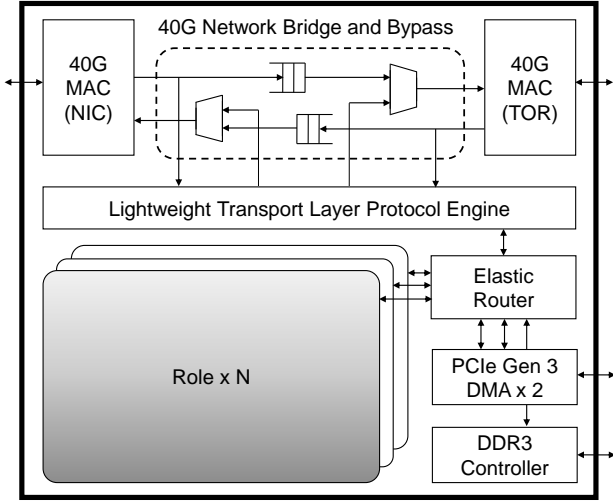 40G Network Bridge and Bypass
40G
MAC
(NIC)
40G
MAC
(TOR)
Lightweight Transport Layer Protocol Engine
Elastic
Router
Role x N
PCIe Gen 3
DMA x 2
DDR3
Controller